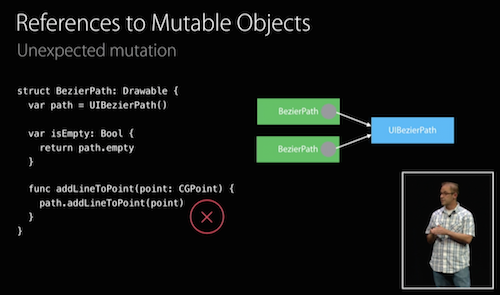 References to Mutable Objects
Unexpected mutation
struct BezierPath: Drawable {
var path = UIBezierPath()
var isEmpty: Bool {
return path.empty
}
func addLineToPoint(point: CGPoint) {
path.addLineToPoint(point)
}
}
BezierPath
BezierPath
UIBezierPath